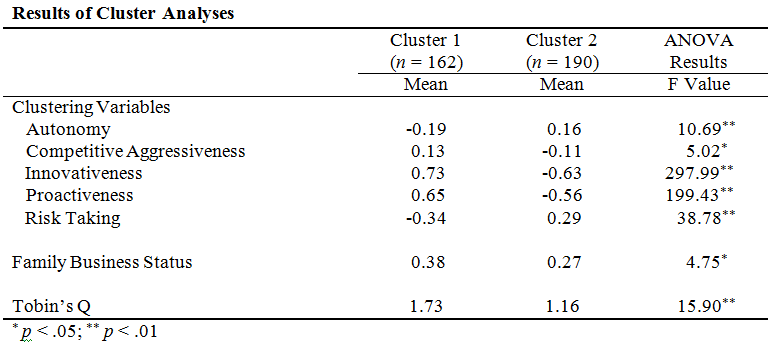 Results of Cluster Analyses
Cluster 1 Cluster 2 ANOVA
(n = 162) (n = 190) Results
Mean Mean F Value
Clustering Variables
Autonomy -0.19 0.16 10.69**
Competitive Aggressiveness 0.13 -0.11 5.02*
Innovativeness 0.73 -0.63 297.99**
Proactiveness 0.65 -0.56 199.43**
Risk Taking -0.34 0.29 38.78**
Family Business Status 0.38 0.27 4.75*
Tobin's Q 1.73 1.16 15.90**
* p < .05; ** p < .01